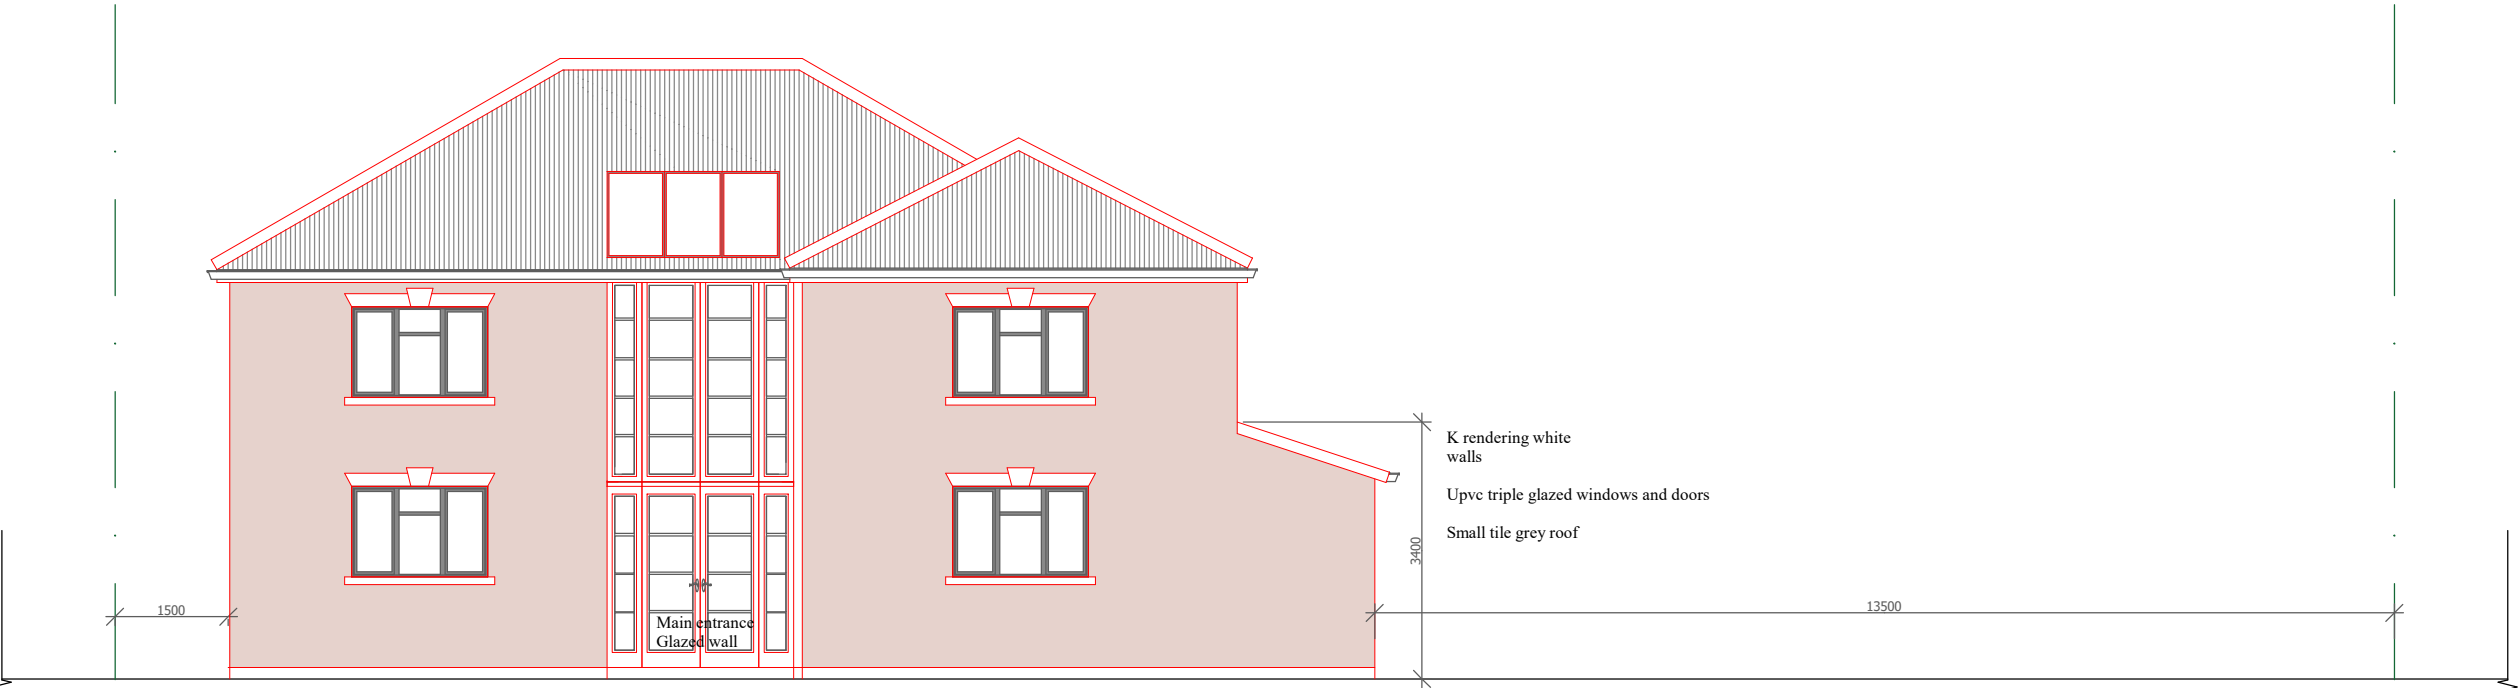 K rendering white
walls
Upvc triple glazed windows and doors
Small tile grey roof
3400
1500
13500
Main entrance
Glazed wall